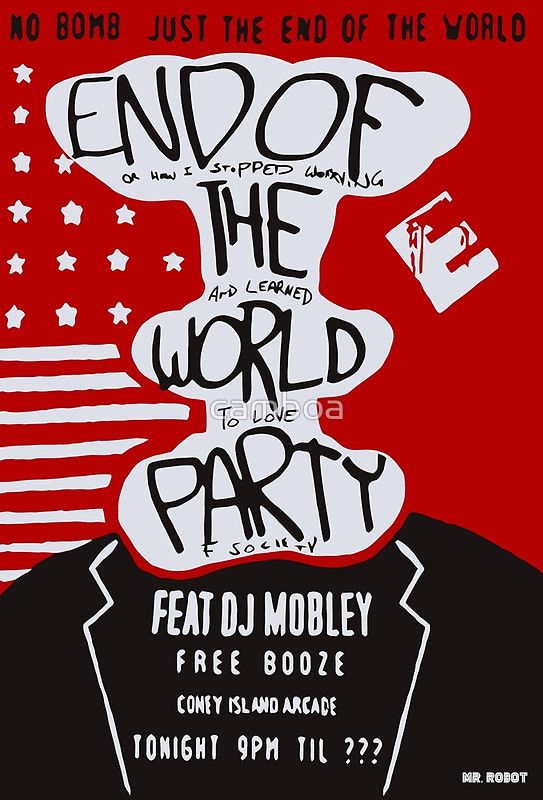 NO BOMB JUST THE END OF THE WORLD
END OF
OR HOW I STOPPED WORRYING
THE
AND LEARNED
WORLD
camboa
TO LOVE
PARTY
F SOCIETY
FEAT DJ MOBLEY
FREE BOOZE
CONEY ISLAND ARCADE
TONIGHT 9PM TIL ???
MR. ROBOT